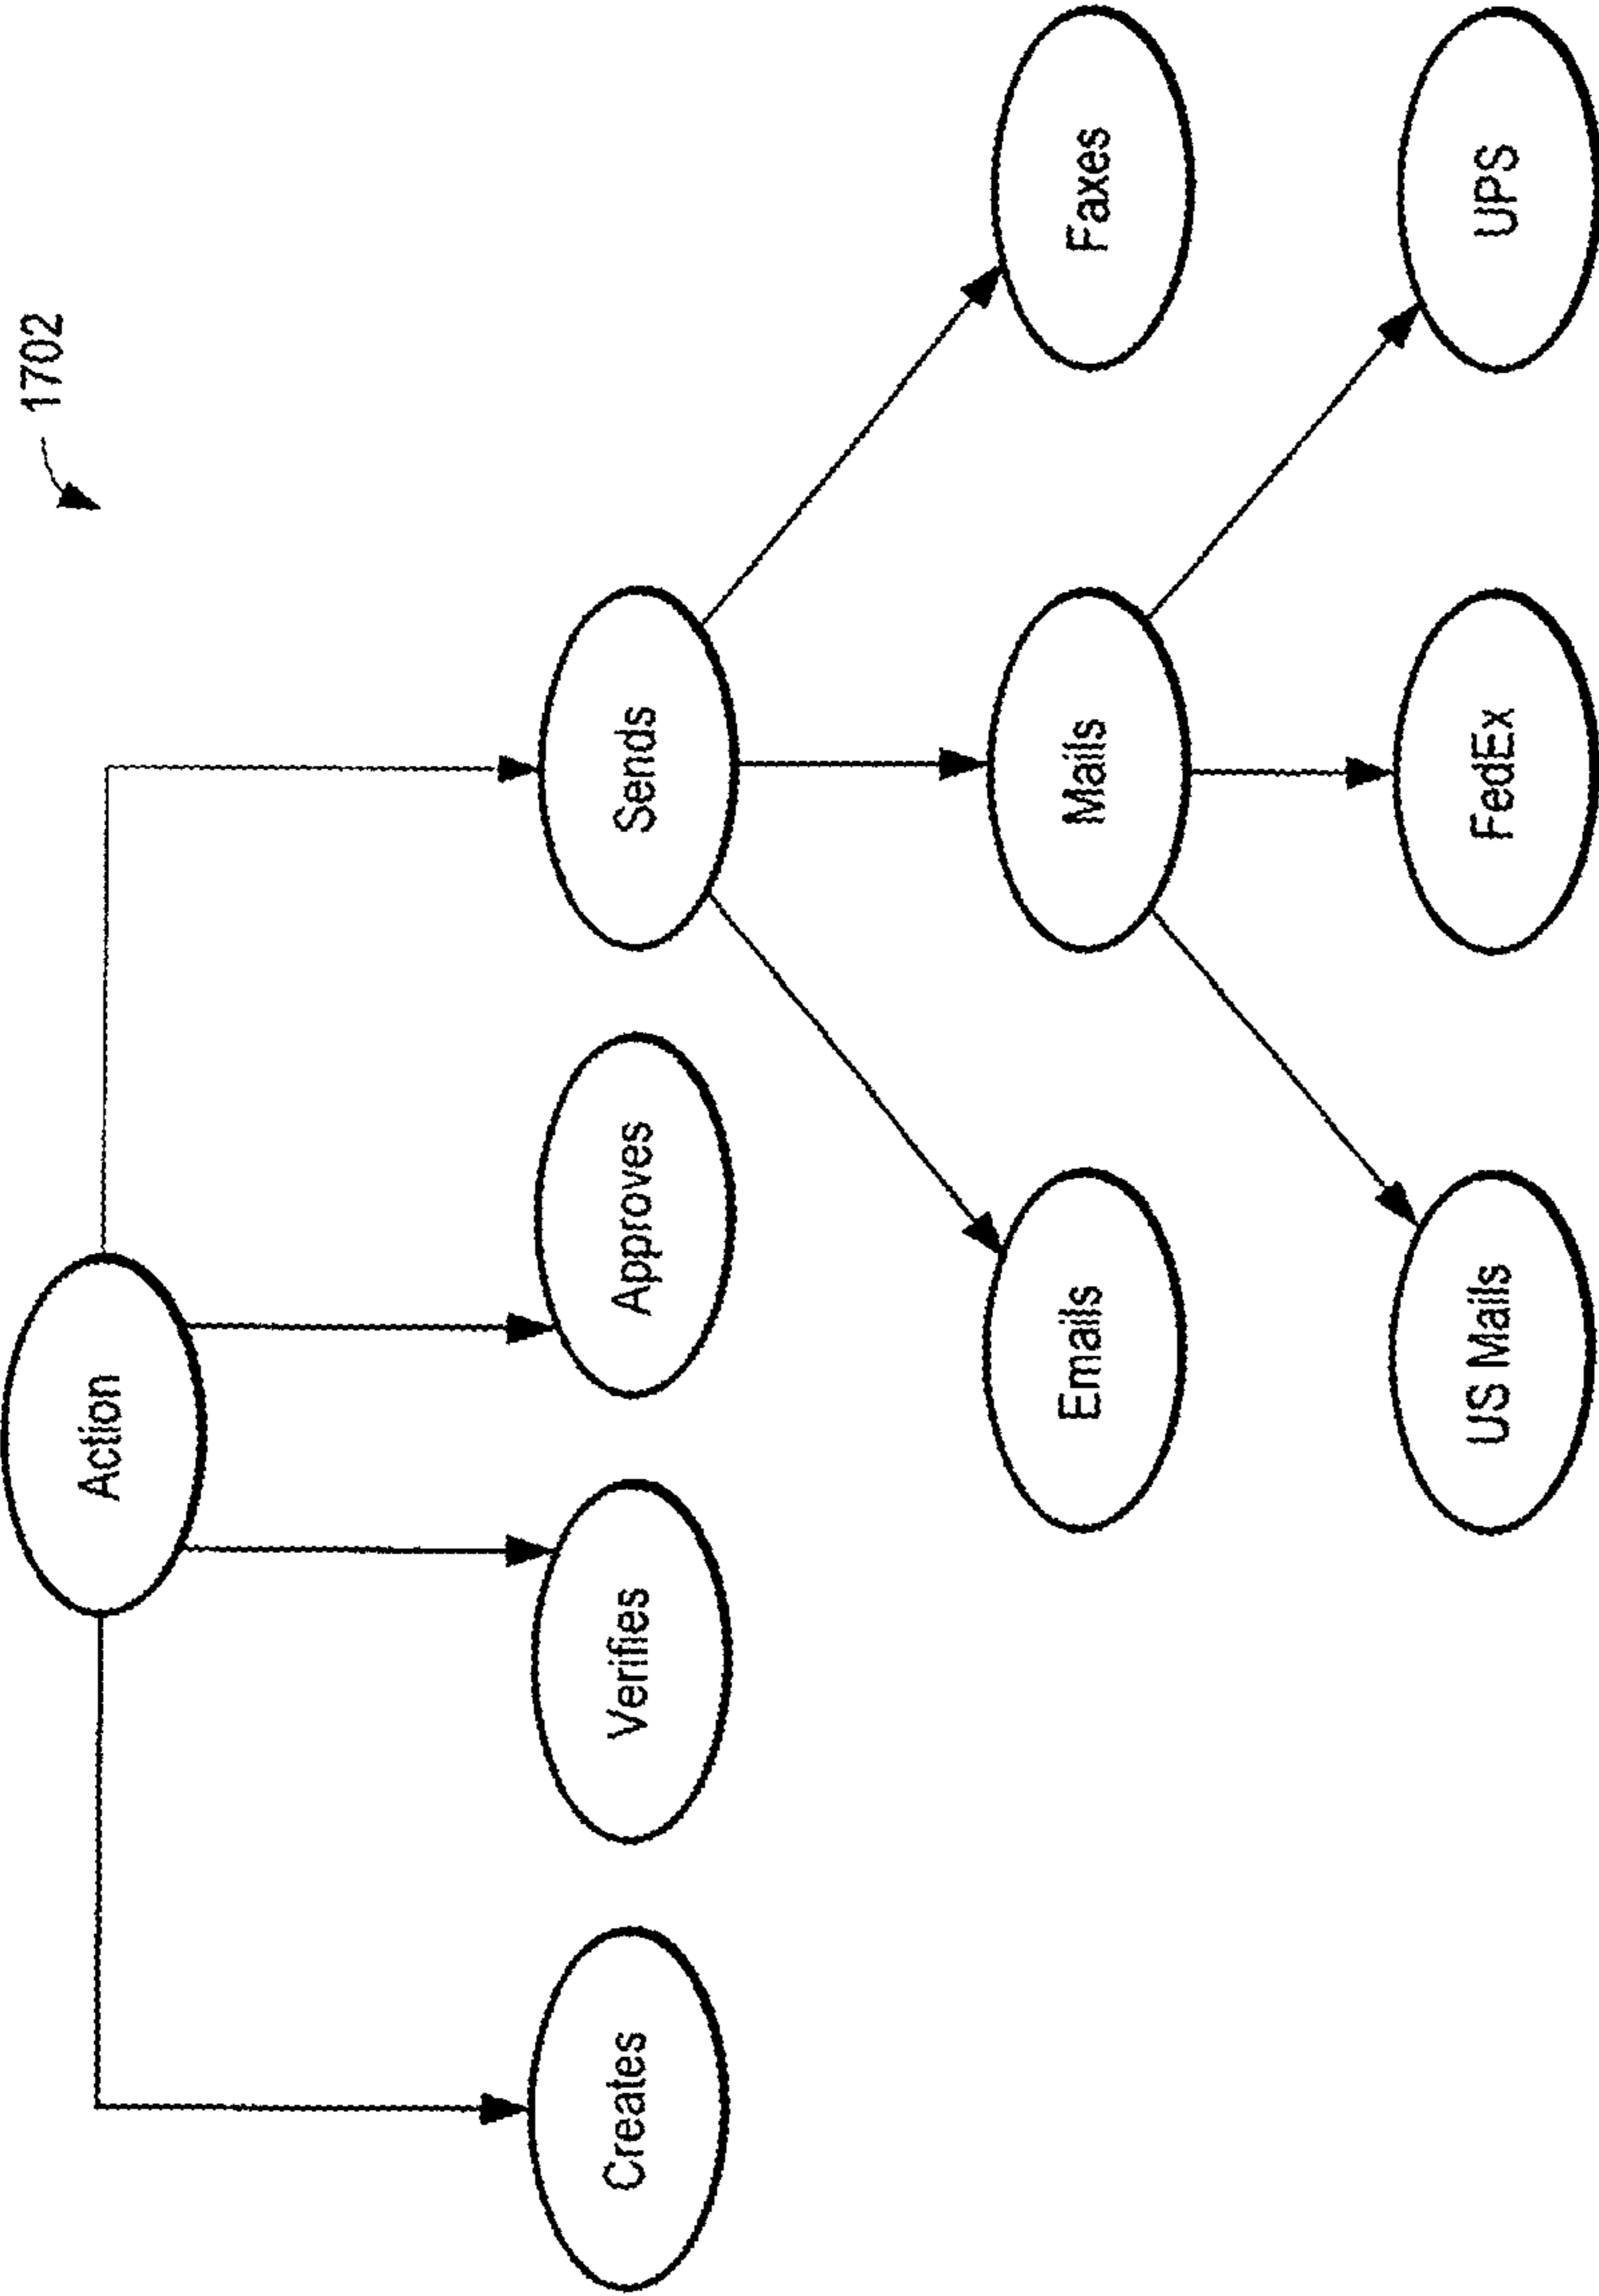 1702
Action
Creates
Verifies
Approves
Sends
Emails
Mails
Faxes
US Mails
FedEx
UPS